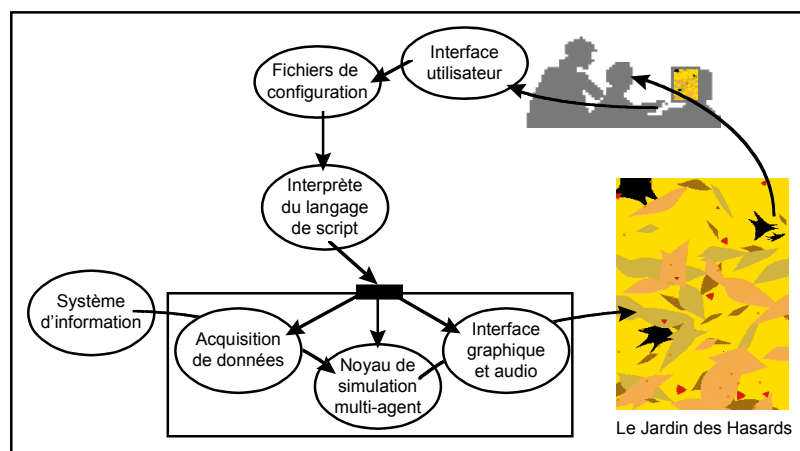 Interface
utilisateur
Fichiers de
configuration
Interprète
du langage
de script
Système
d'information
Acquisition
de données
Noyau de
simulation
multi-agent
Interface
graphique
et audio
Le Jardin des Hasards